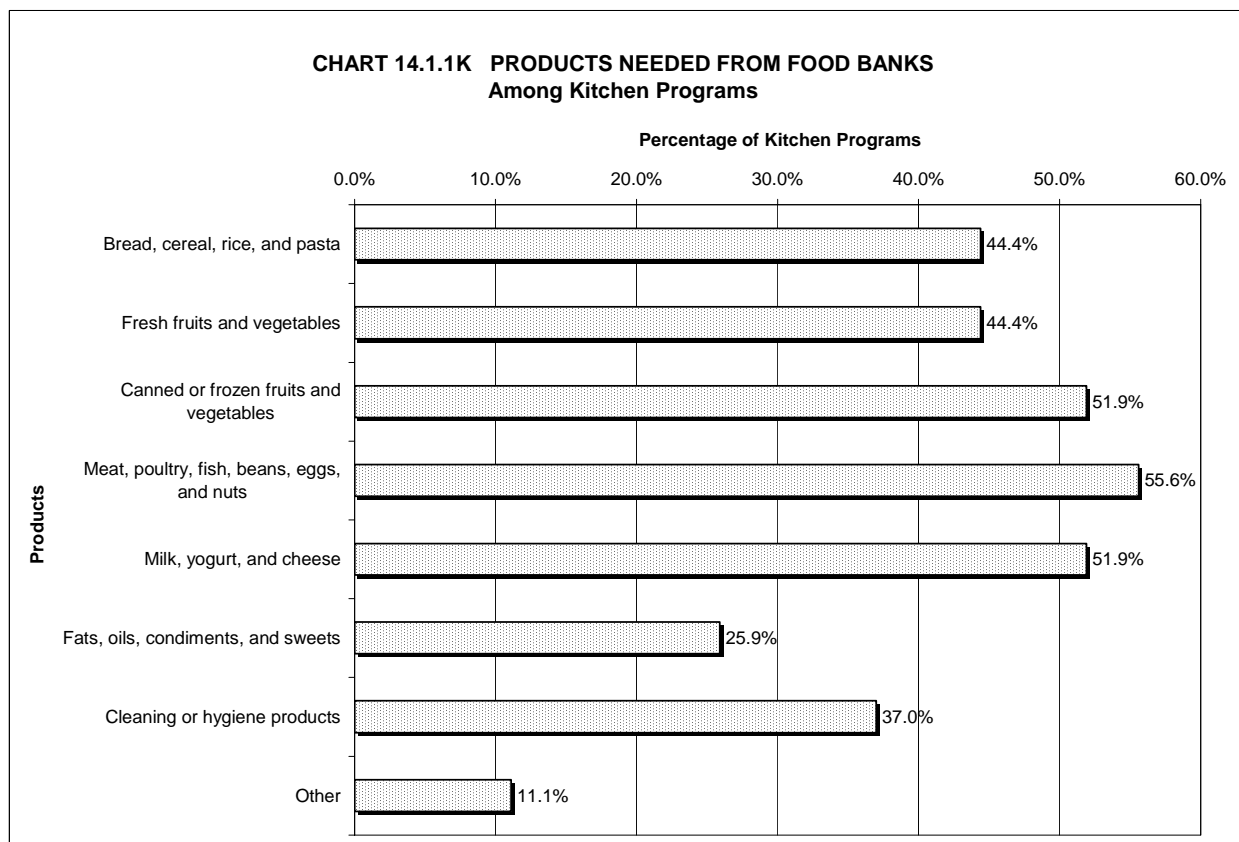 CHART 14.1.1K PRODUCTS NEEDED FROM FOOD BANKS
Among Kitchen Programs
Percentage of Kitchen Programs
0.0% 10.0% 20.0% 30.0% 40.0% 50.0% 60.0%
Products
Bread, cereal, rice, and pasta 44.4%
Fresh fruits and vegetables 44.4%
Canned or frozen fruits and
vegetables 51.9%
Meat, poultry, fish, beans, eggs,
and nuts 55.6%
Milk, yogurt, and cheese 51.9%
Fats, oils, condiments, and sweets 25.9%
Cleaning or hygiene products 37.0%
Other 11.1%